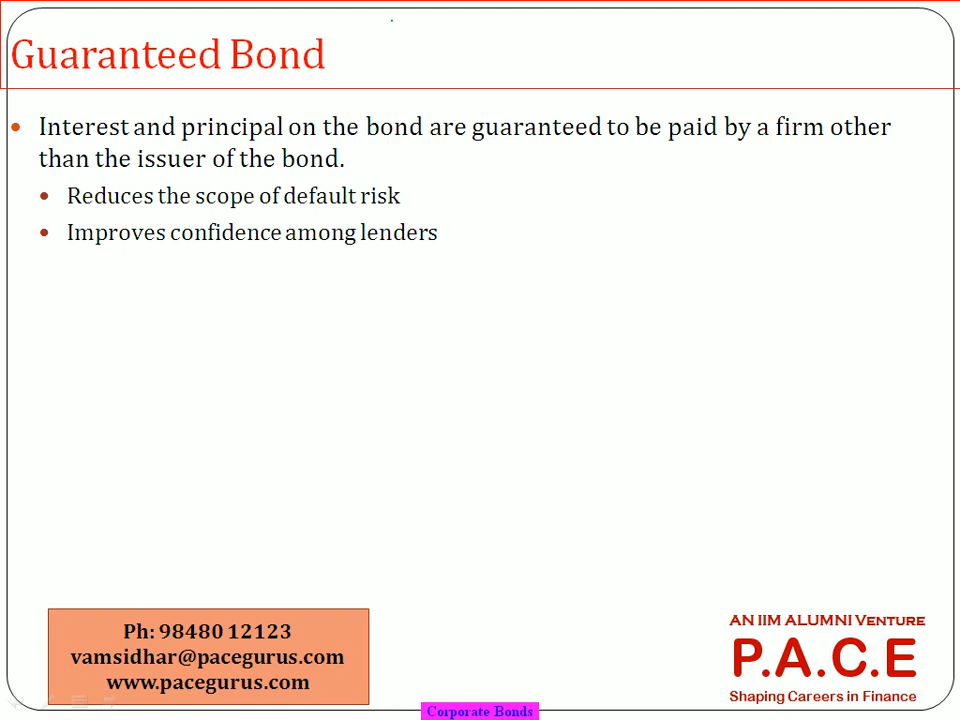 Guaranteed Bond
Interest and principal on the bond are guaranteed to be paid by a firm other
than the issuer of the bond.
Reduces the scope of default risk
Improves confidence among lenders
Ph: 98480 12123
vamsidhar@pacegurus.com
www.pacegurus.com
AN IIM ALUMNI VENTURE
P.A.C.E
Shaping Careers in Finance
Corporate Bonds